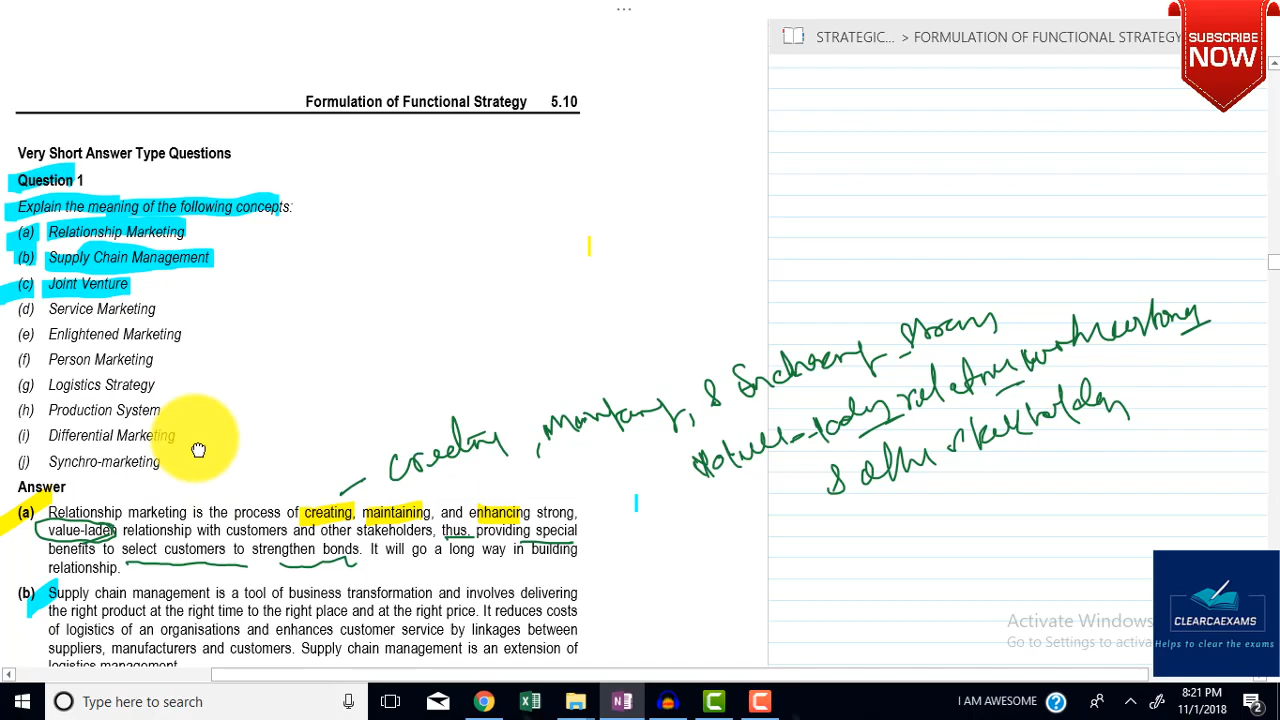 ...
STRATEGIC... > FORMULATION OF FUNCTIONAL STRATEGY
SUBSCRIBE
NOW
Formulation of Functional Strategy 5.10
Very Short Answer Type Questions
Question 1
Explain the meaning of the following concepts:
(a) Relationship Marketing
(b) Supply Chain Management
(c) Joint Venture
(d) Service Marketing
(e) Enlightened Marketing
(f) Person Marketing
(g) Logistics Strategy
(h) Production System
(i) Differential Marketing
(j) Synchro-marketing
Answer
(a) Relationship marketing is the process of creating, maintaining, and enhancing strong,
value-laden relationship with customers and other stakeholders, thus, providing special
benefits to select customers to strengthen bonds. It will go a long way in building
relationship.
(b) Supply chain management is a tool of business transformation and involves delivering
the right product at the right time to the right place and at the right price. It reduces costs
of logistics of an organisations and enhances customer service by linkages between
suppliers, manufacturers and customers. Supply chain management is an extension of
logistics management.
- Creating,
&
& other stakeholders
Activate Windows
Go to Settings to activa
CLEARCAEXAMS
Helps to clear the exams
Type here to search
I AM AWESOME
8:21 PM
11/1/2018
2